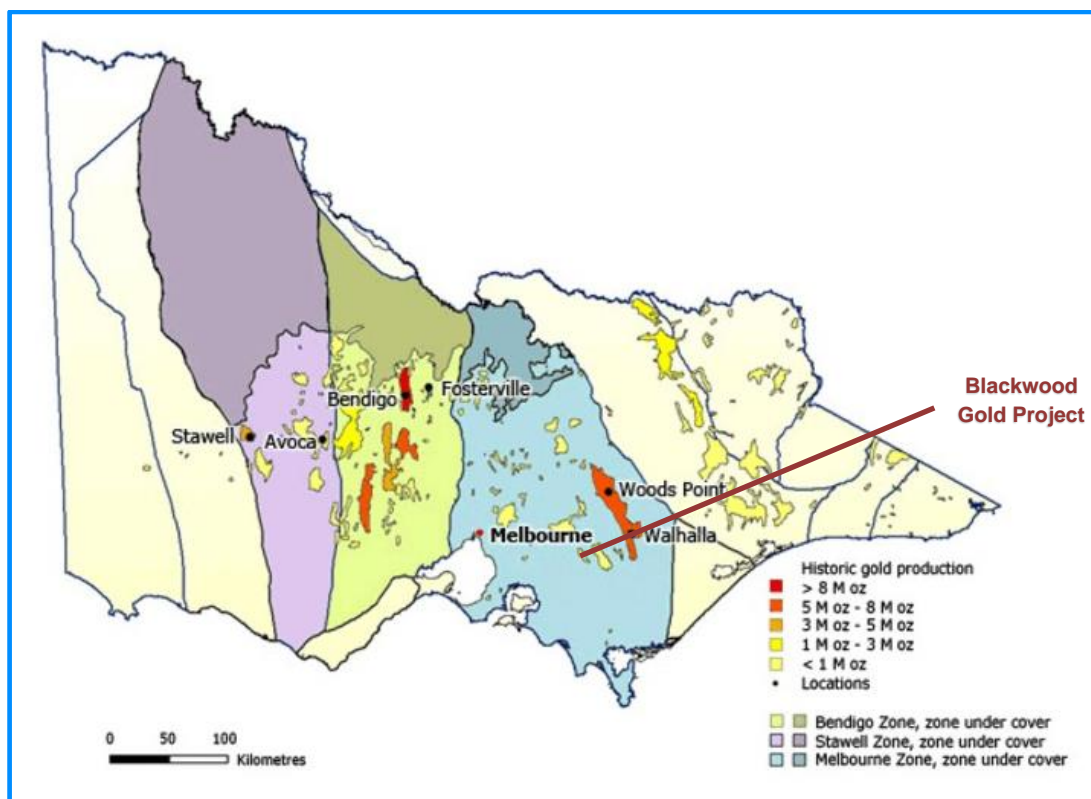 Fosterville
Bendigo
Stawell
Avoca
Blackwood
Gold Project
Woods Point
Melbourne
Walhalla
Historic gold production
> 8 M oz
5 M oz - 8 M oz
3 M oz - 5 M oz
1 M oz - 3 M oz
< 1 M oz
Locations
Bendigo Zone, zone under cover
Stawell Zone, zone under cover
Melbourne Zone, zone under cover
0 50 100
Kilometres